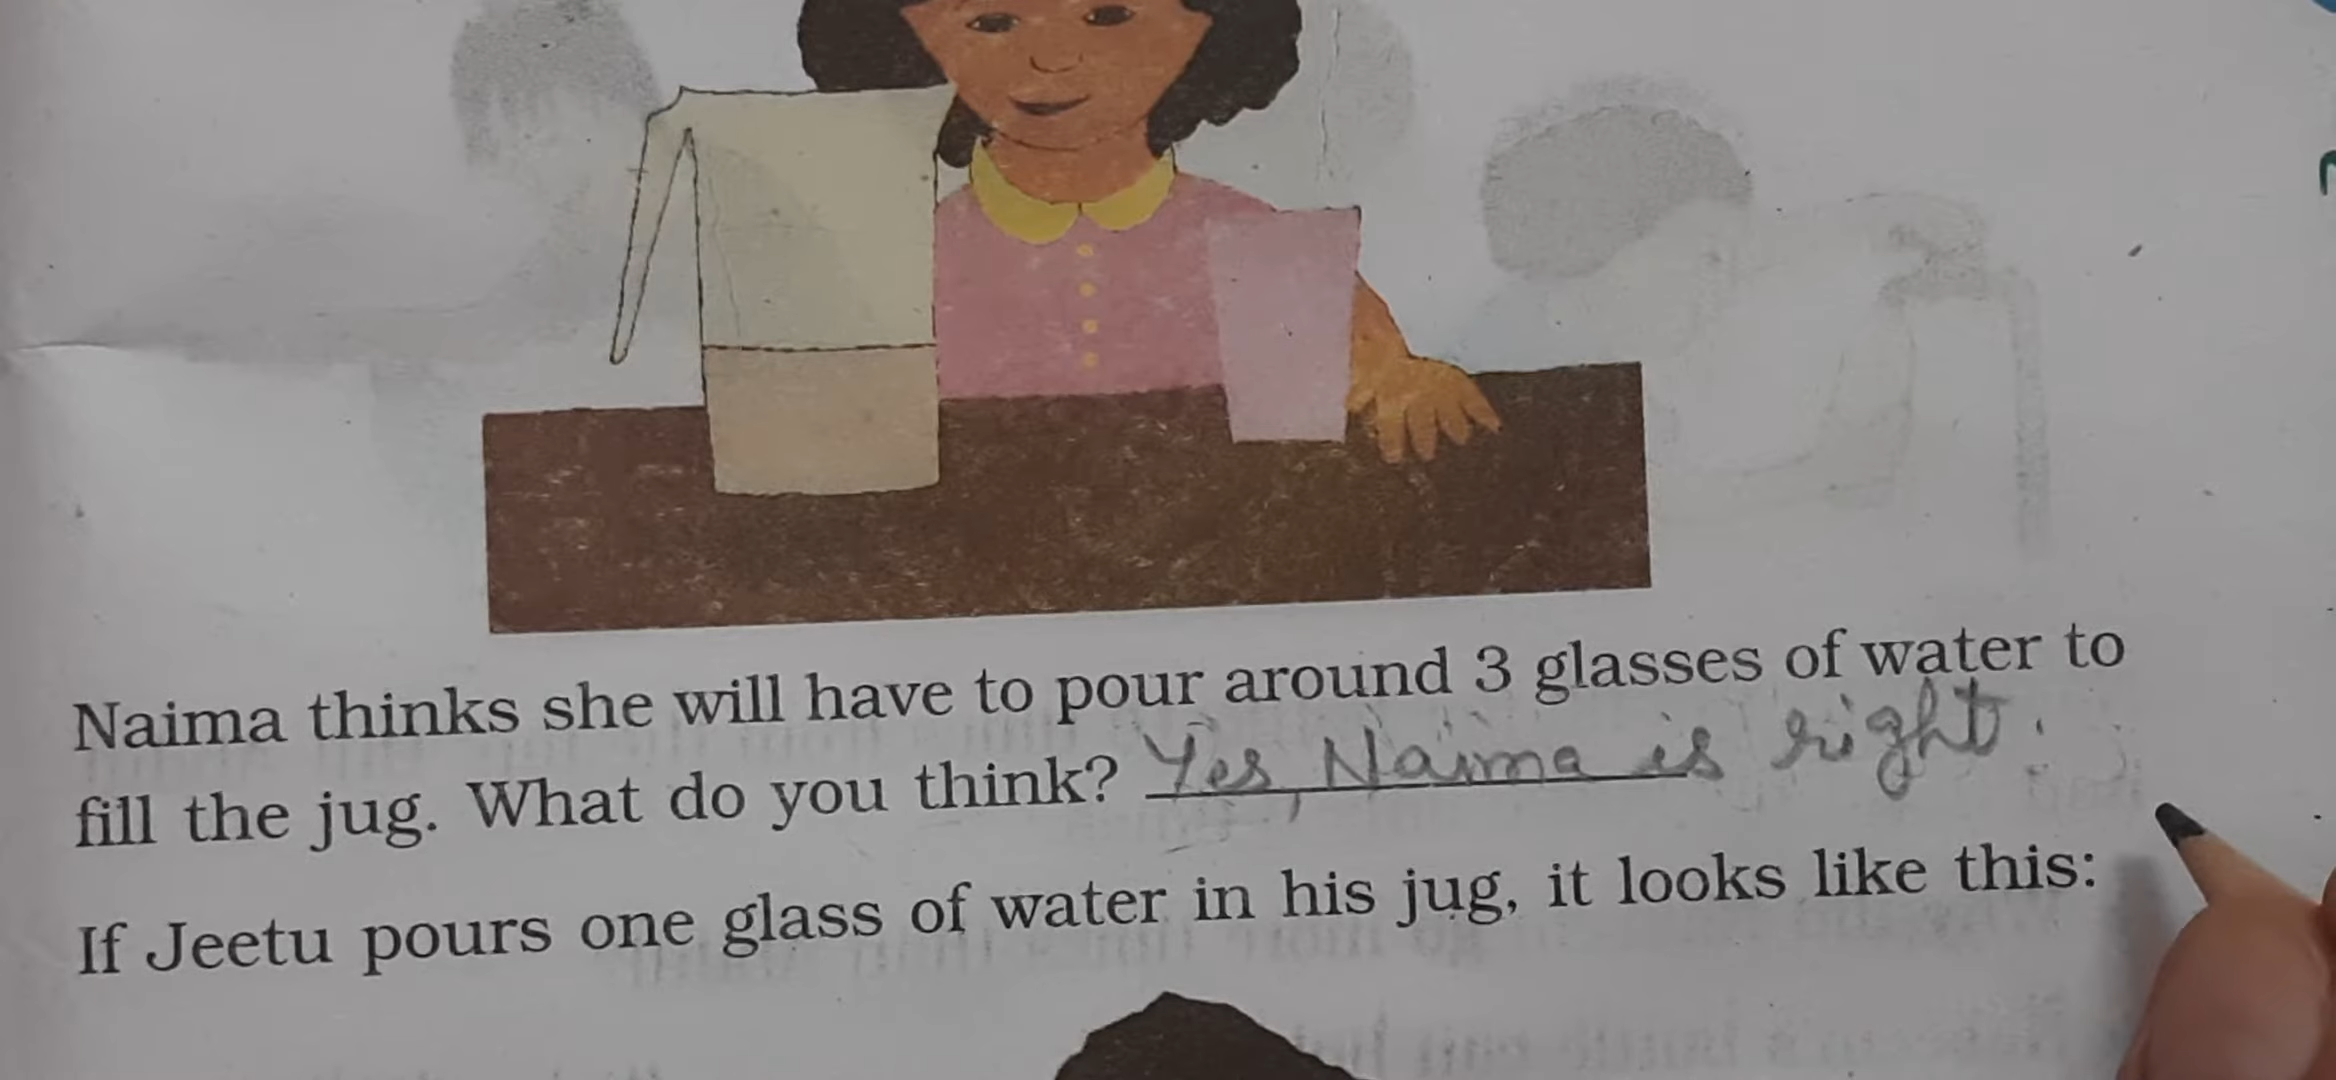 Naima thinks she will have to pour around 3 glasses of water to
fill the jug. What do you think? Yes, Naima is right.
If Jeetu pours one glass of water in his jug, it looks like this: